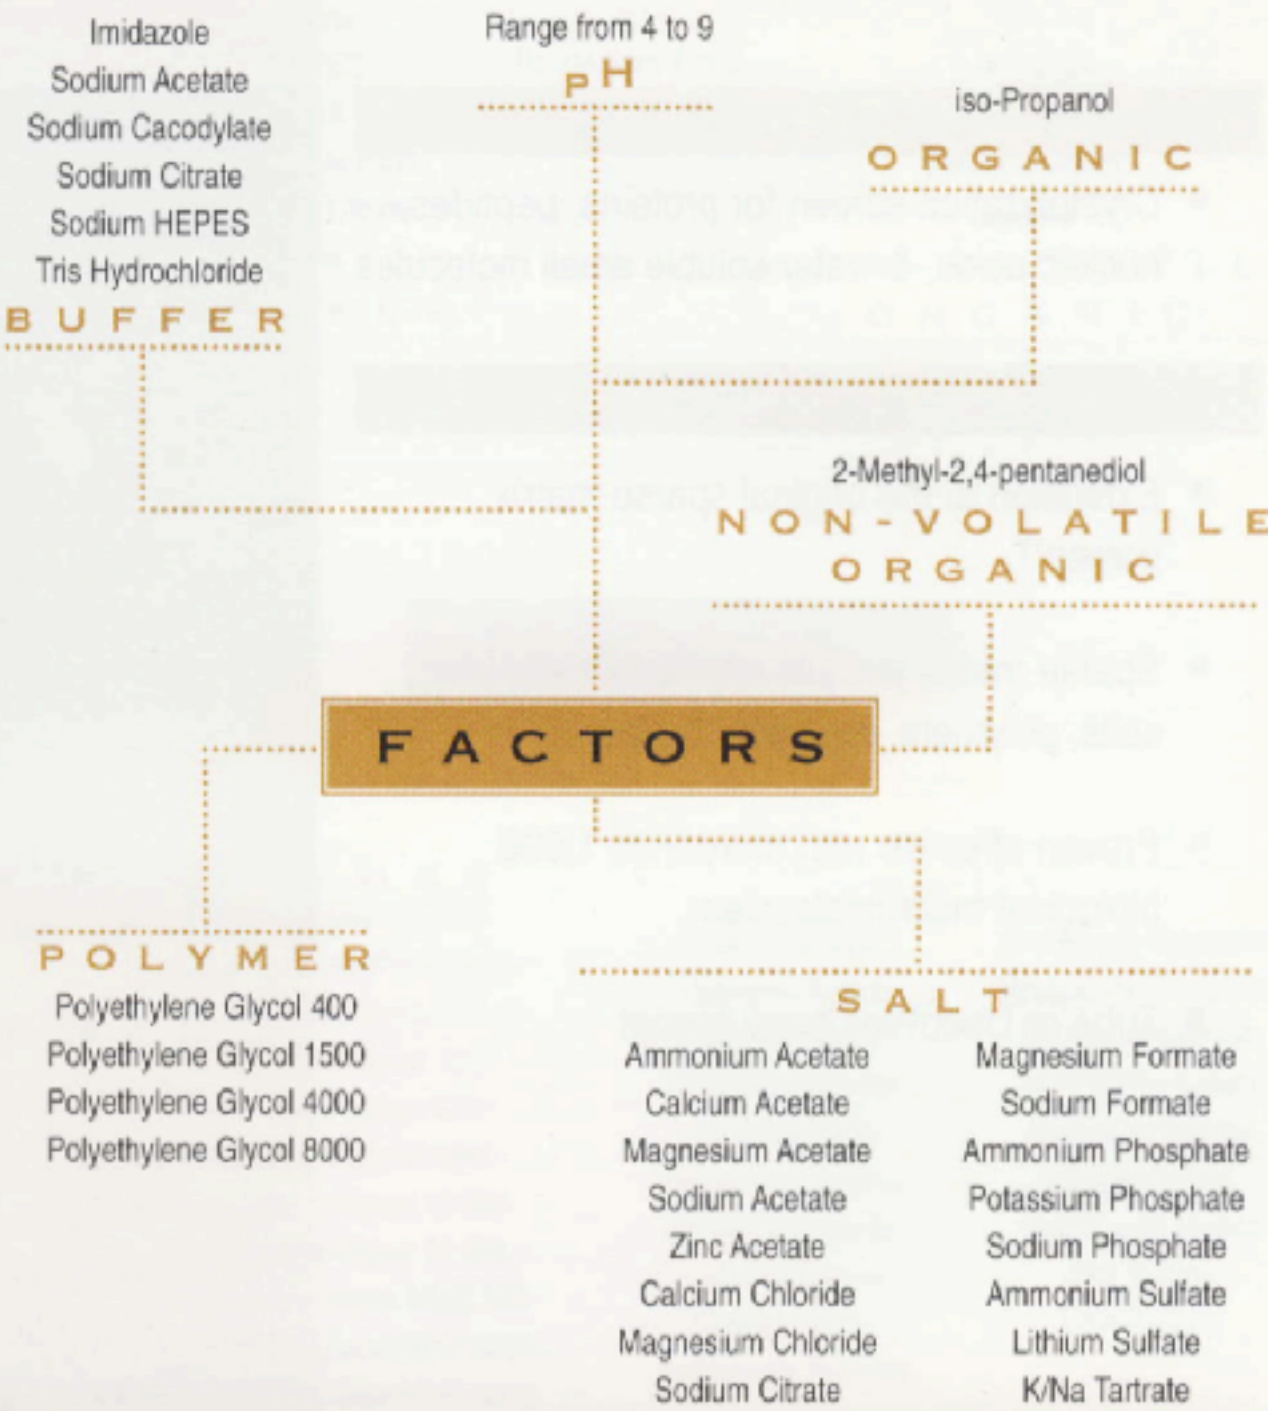 Imidazole
Sodium Acetate
Sodium Cacodylate
Sodium Citrate
Sodium HEPES
Tris Hydrochloride
BUFFER
Range from 4 to 9
pH
iso-Propanol
ORGANIC
2-Methyl-2,4-pentanediol
NON-VOLATILE
ORGANIC
FACTORS
POLYMER
Polyethylene Glycol 400
Polyethylene Glycol 1500
Polyethylene Glycol 4000
Polyethylene Glycol 8000
SALT
Ammonium Acetate
Calcium Acetate
Magnesium Acetate
Sodium Acetate
Zinc Acetate
Calcium Chloride
Magnesium Chloride
Sodium Citrate
Magnesium Formate
Sodium Formate
Ammonium Phosphate
Potassium Phosphate
Sodium Phosphate
Ammonium Sulfate
Lithium Sulfate
K/Na Tartrate